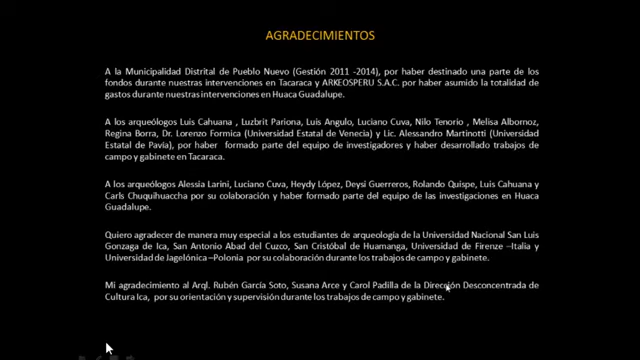 AGRADECIMIENTOS
A la Municipalidad Distrital de Pueblo Nuevo (Gestión 2011 -2014), por haber destinado una parte de los
fondos durante nuestras intervenciones en Tacaraca y ARKEOSPERU S.A.C. por haber asumido la totalidad de
gastos durante nuestras intervenciones en Huaca Guadalupe.
A los arqueólogos Luis Cahuana , Luzbrit Pariona, Luis Angulo, Luciano Cuva, Nilo Tenorio , Melisa Albornoz,
Regina Borra, Dr. Lorenzo Formica (Universidad Estatal de Venecia) y Lic. Alessandro Martinotti (Universidad
Estatal de Pavía), por haber formado parte del equipo de investigadores y haber desarrollado trabajos de
campo y gabinete en Tacaraca.
A los arqueólogos Alessia Larini, Luciano Cuva, Heydy López, Deysi Guerreros, Rolando Quispe, Luis Cahuana y
Carls Chuquihuaccha por su colaboración y haber formado parte del equipo de las investigaciones en Huaca
Guadalupe.
Quiero agradecer de manera muy especial a los estudiantes de arqueología de la Universidad Nacional San Luis
Gonzaga de Ica, San Antonio Abad del Cuzco, San Cristóbal de Huamanga, Universidad de Firenze –Italia y
Universidad de Jagelónica –Polonia por su colaboración durante los trabajos de campo y gabinete.
Mi agradecimiento al Arql. Rubén García Soto, Susana Arce y Carol Padilla de la Dirección Desconcentrada de
Cultura Ica, por su orientación y supervisión durante los trabajos de campo y gabinete.